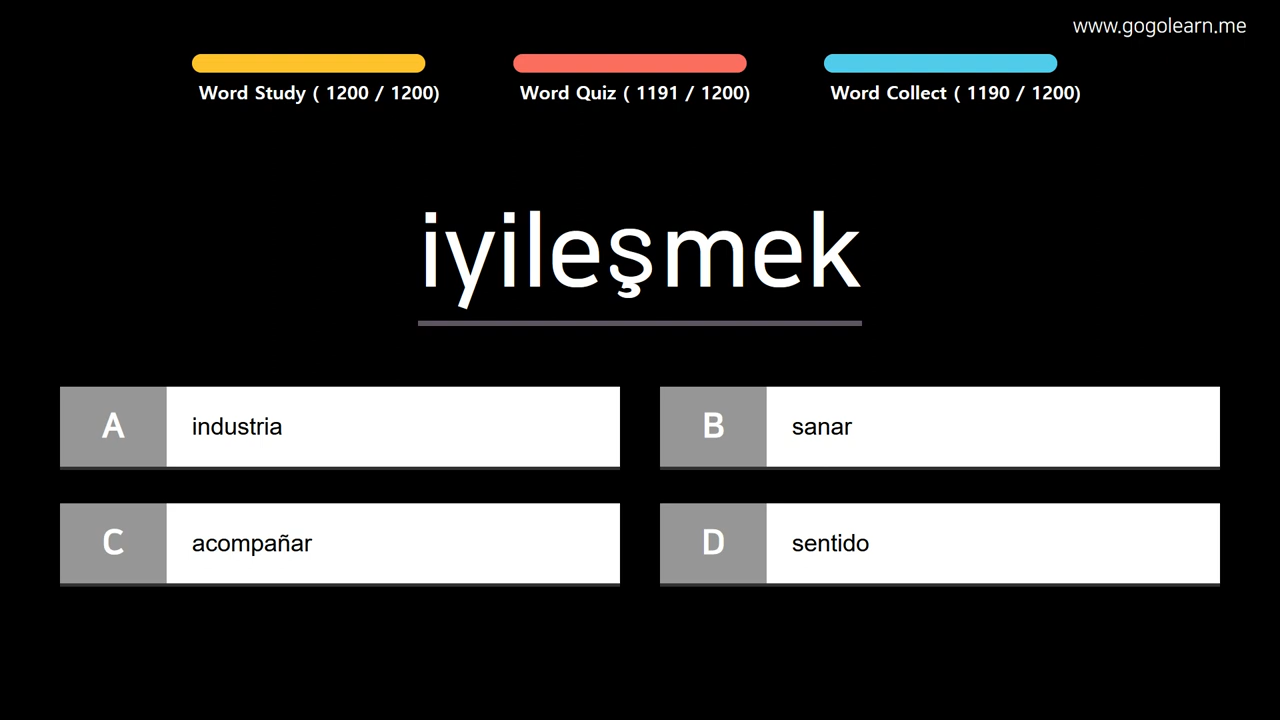 www.gogolearn.me
Word Study ( 1200 / 1200)
Word Quiz ( 1191 / 1200)
Word Collect ( 1190 / 1200)
iyileşmek
A industria
B sanar
C acompañar
D sentido